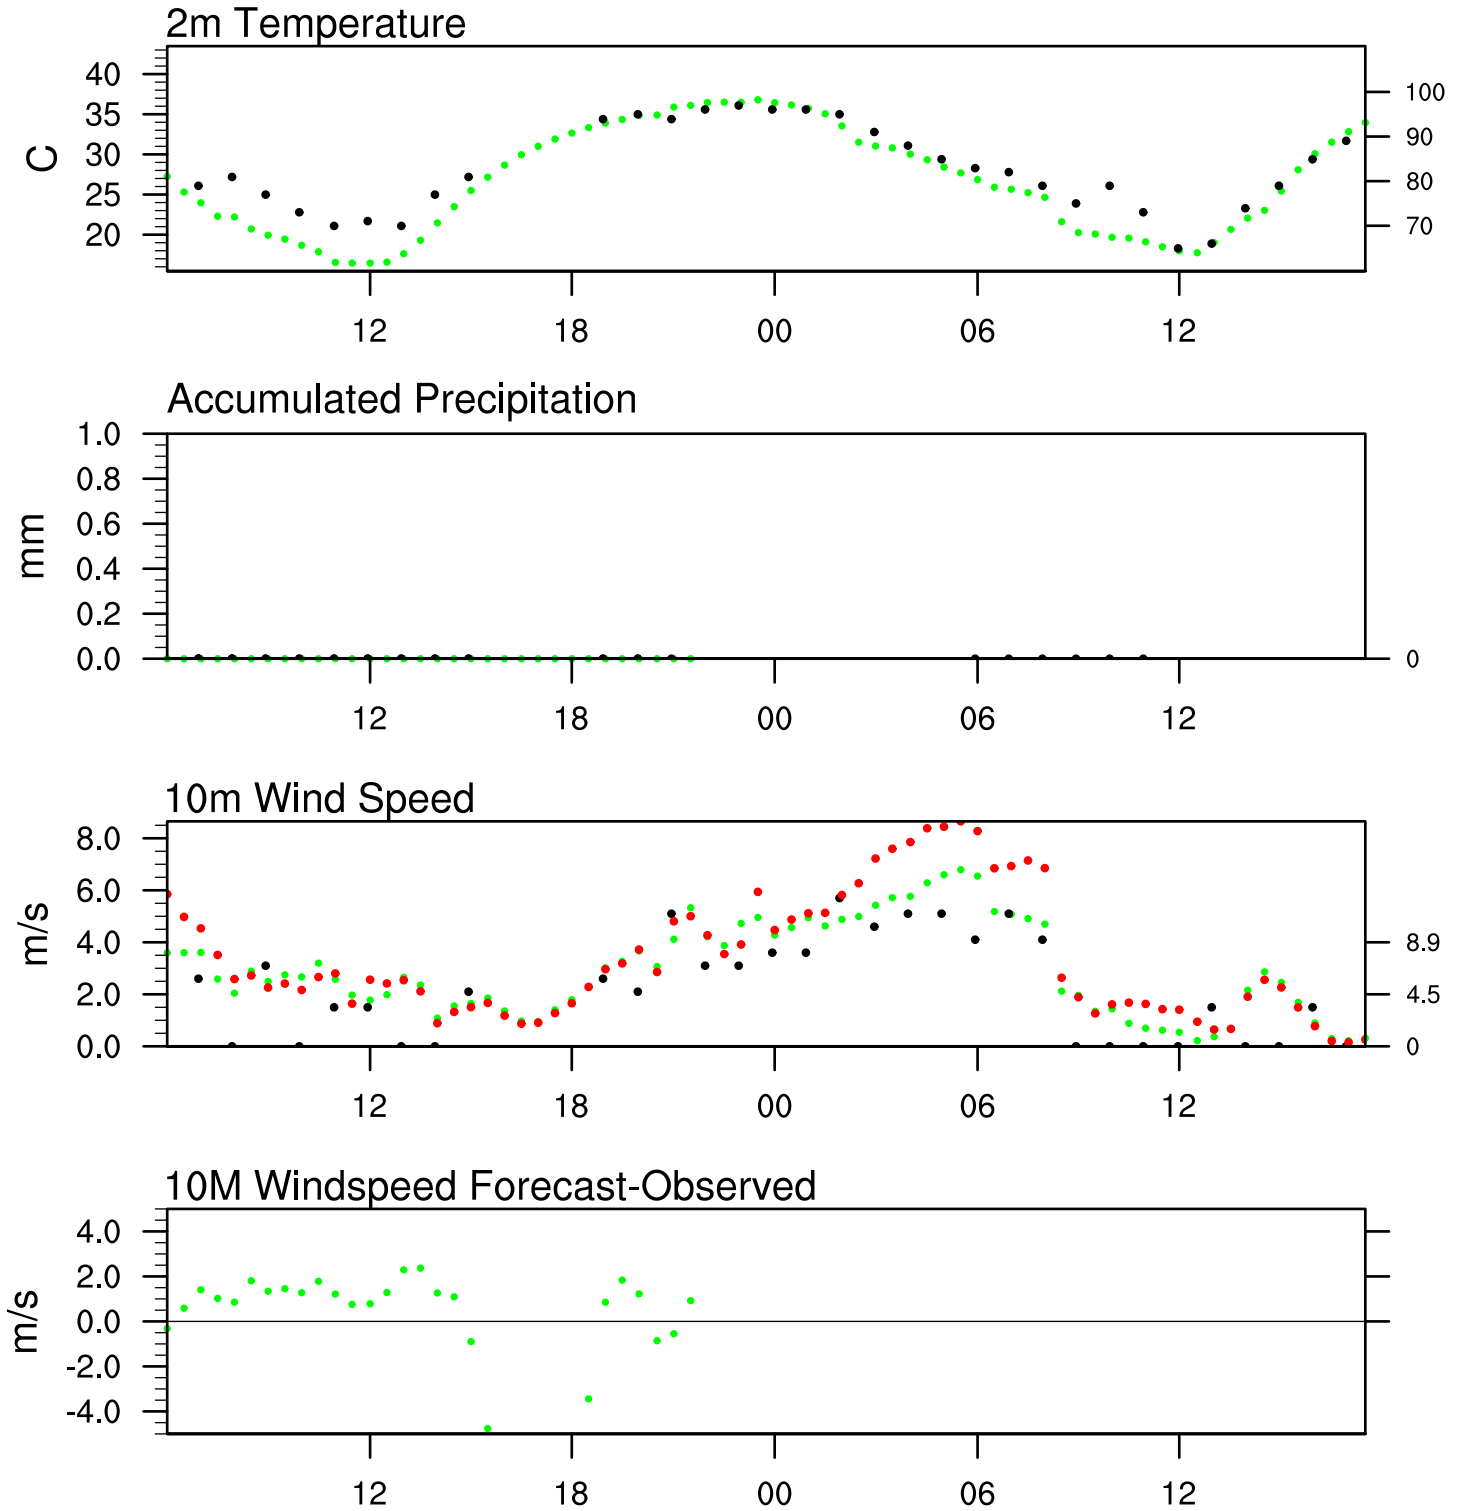 2m Temperature
40
35
30
25
20
C
100
90
80
70
12 18 00 06 12
Accumulated Precipitation
1.0
0.8
0.6
0.4
0.2
0.0
mm
0
12 18 00 06 12
10m Wind Speed
8.0
6.0
4.0
2.0
0.0
m/s
8.9
4.5
0
12 18 00 06 12
10M Windspeed Forecast-Observed
4.0
2.0
0.0
-2.0
-4.0
m/s
12 18 00 06 12